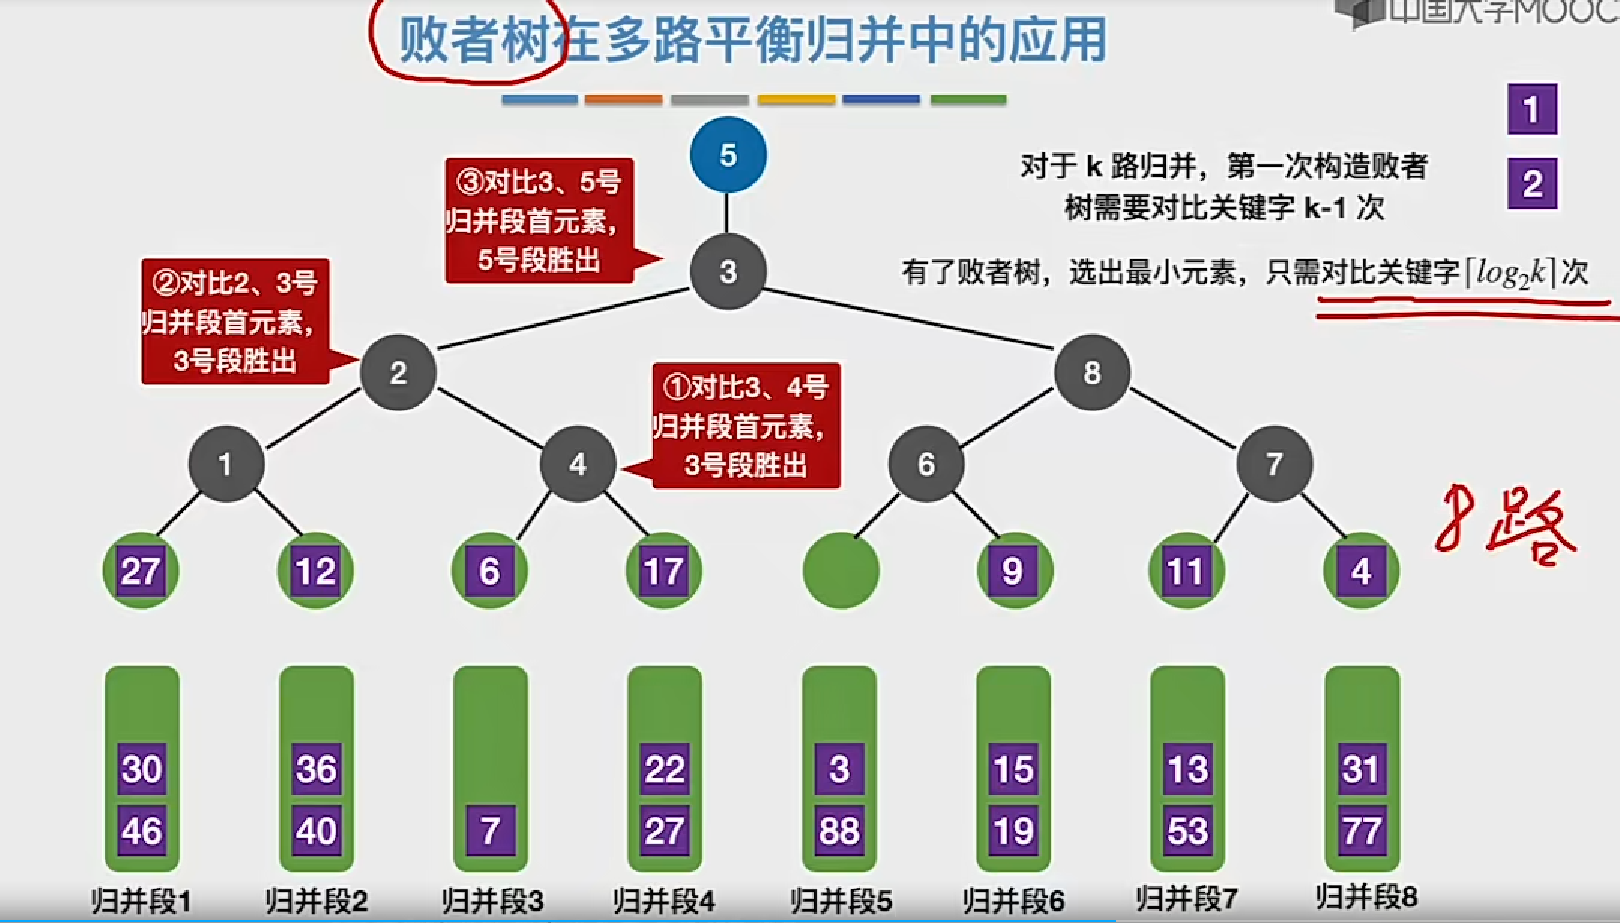 败者树在多路平衡归并中的应用
中国大学MOOC
1
2
对于 k 路归并，第一次构造败者
树需要对比关键字 k-1 次
有了败者树，选出最小元素，只需对比关键字⌈log₂k⌉次
5
③对比3、5号
归并段首元素，
5号段胜出
3
②对比2、3号
归并段首元素，
3号段胜出
2
8
①对比3、4号
归并段首元素，
3号段胜出
1
4
6
7
8路
27 12 6 17 9 11 4
30 36 22 3 15 13 31
46 40 7 27 88 19 53 77
归并段1 归并段2 归并段3 归并段4 归并段5 归并段6 归并段7 归并段8